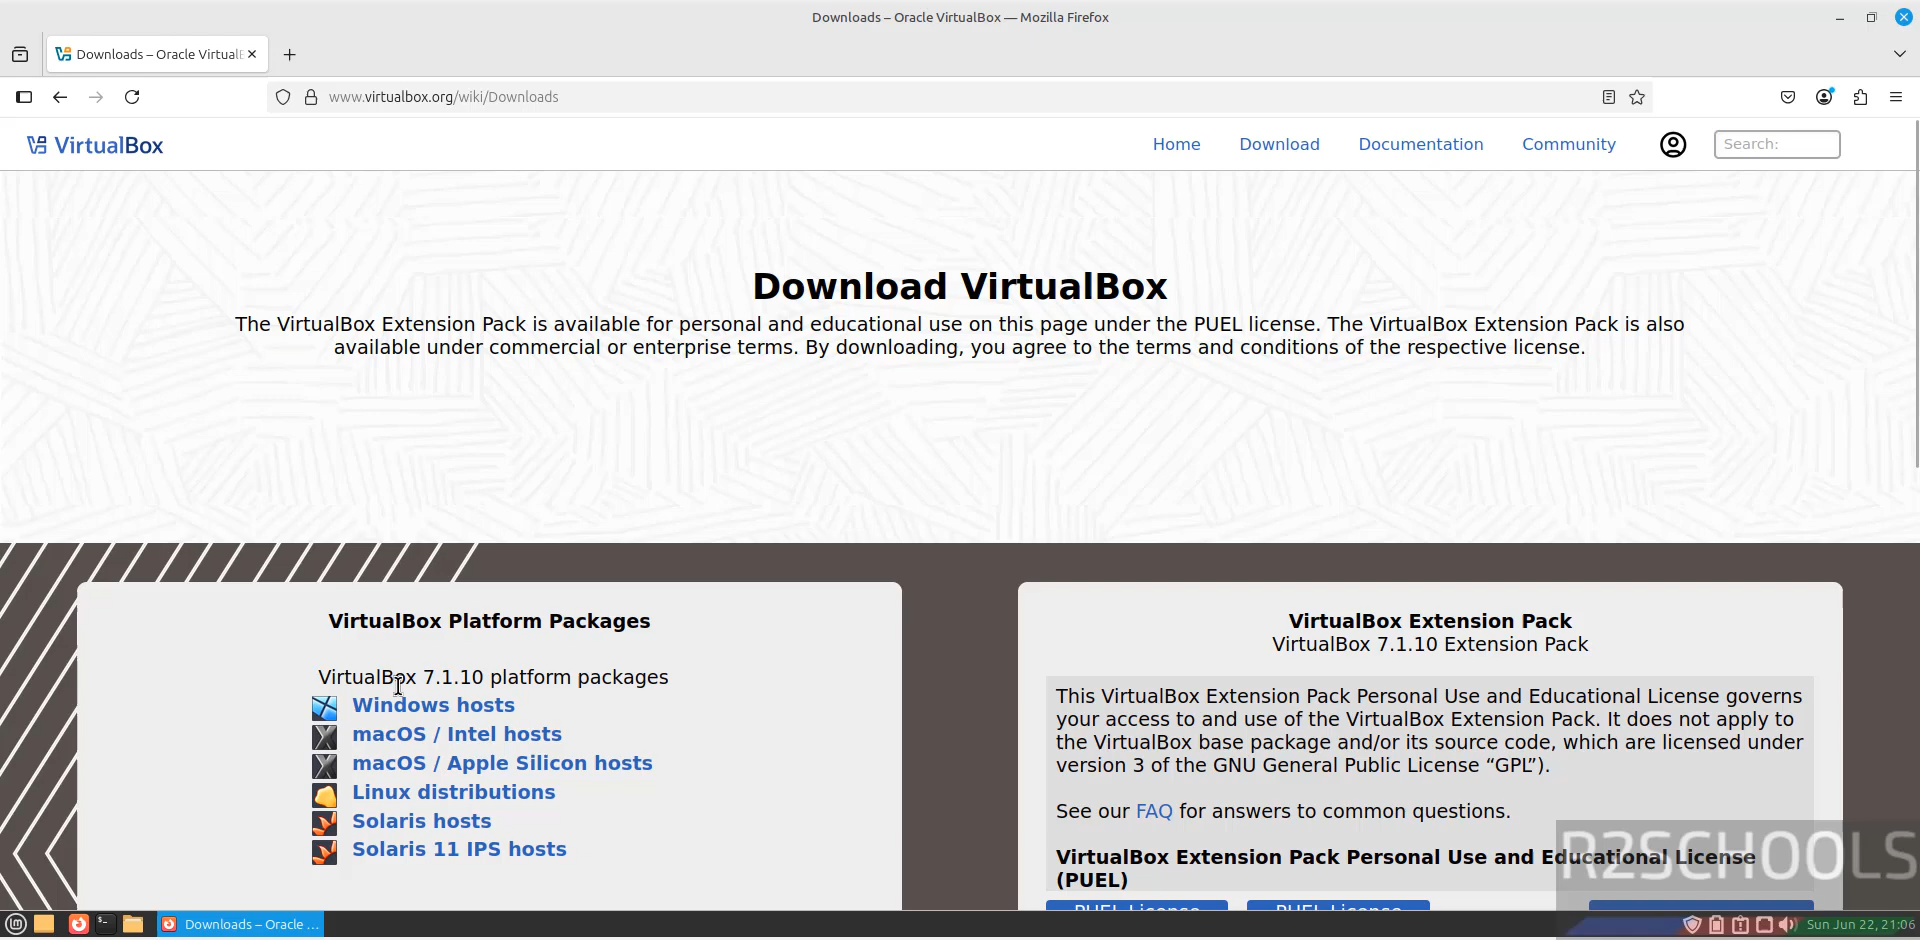 Downloads – Oracle VirtualBox — Mozilla Firefox
Downloads – Oracle Virtual
www.virtualbox.org/wiki/Downloads
VirtualBox
Home
Download
Documentation
Community
Search:
Download VirtualBox
The VirtualBox Extension Pack is available for personal and educational use on this page under the PUEL license. The VirtualBox Extension Pack is also
available under commercial or enterprise terms. By downloading, you agree to the terms and conditions of the respective license.
VirtualBox Platform Packages
VirtualBox 7.1.10 platform packages
Windows hosts
macOS / Intel hosts
macOS / Apple Silicon hosts
Linux distributions
Solaris hosts
Solaris 11 IPS hosts
VirtualBox Extension Pack
VirtualBox 7.1.10 Extension Pack
This VirtualBox Extension Pack Personal Use and Educational License governs
your access to and use of the VirtualBox Extension Pack. It does not apply to
the VirtualBox base package and/or its source code, which are licensed under
version 3 of the GNU General Public License “GPL”).
See our FAQ for answers to common questions.
VirtualBox Extension Pack Personal Use and Educational License
(PUEL)
PUEL License
PUEL License
R2SCHOOLS
Downloads – Oracle ...
Sun Jun 22, 21:06